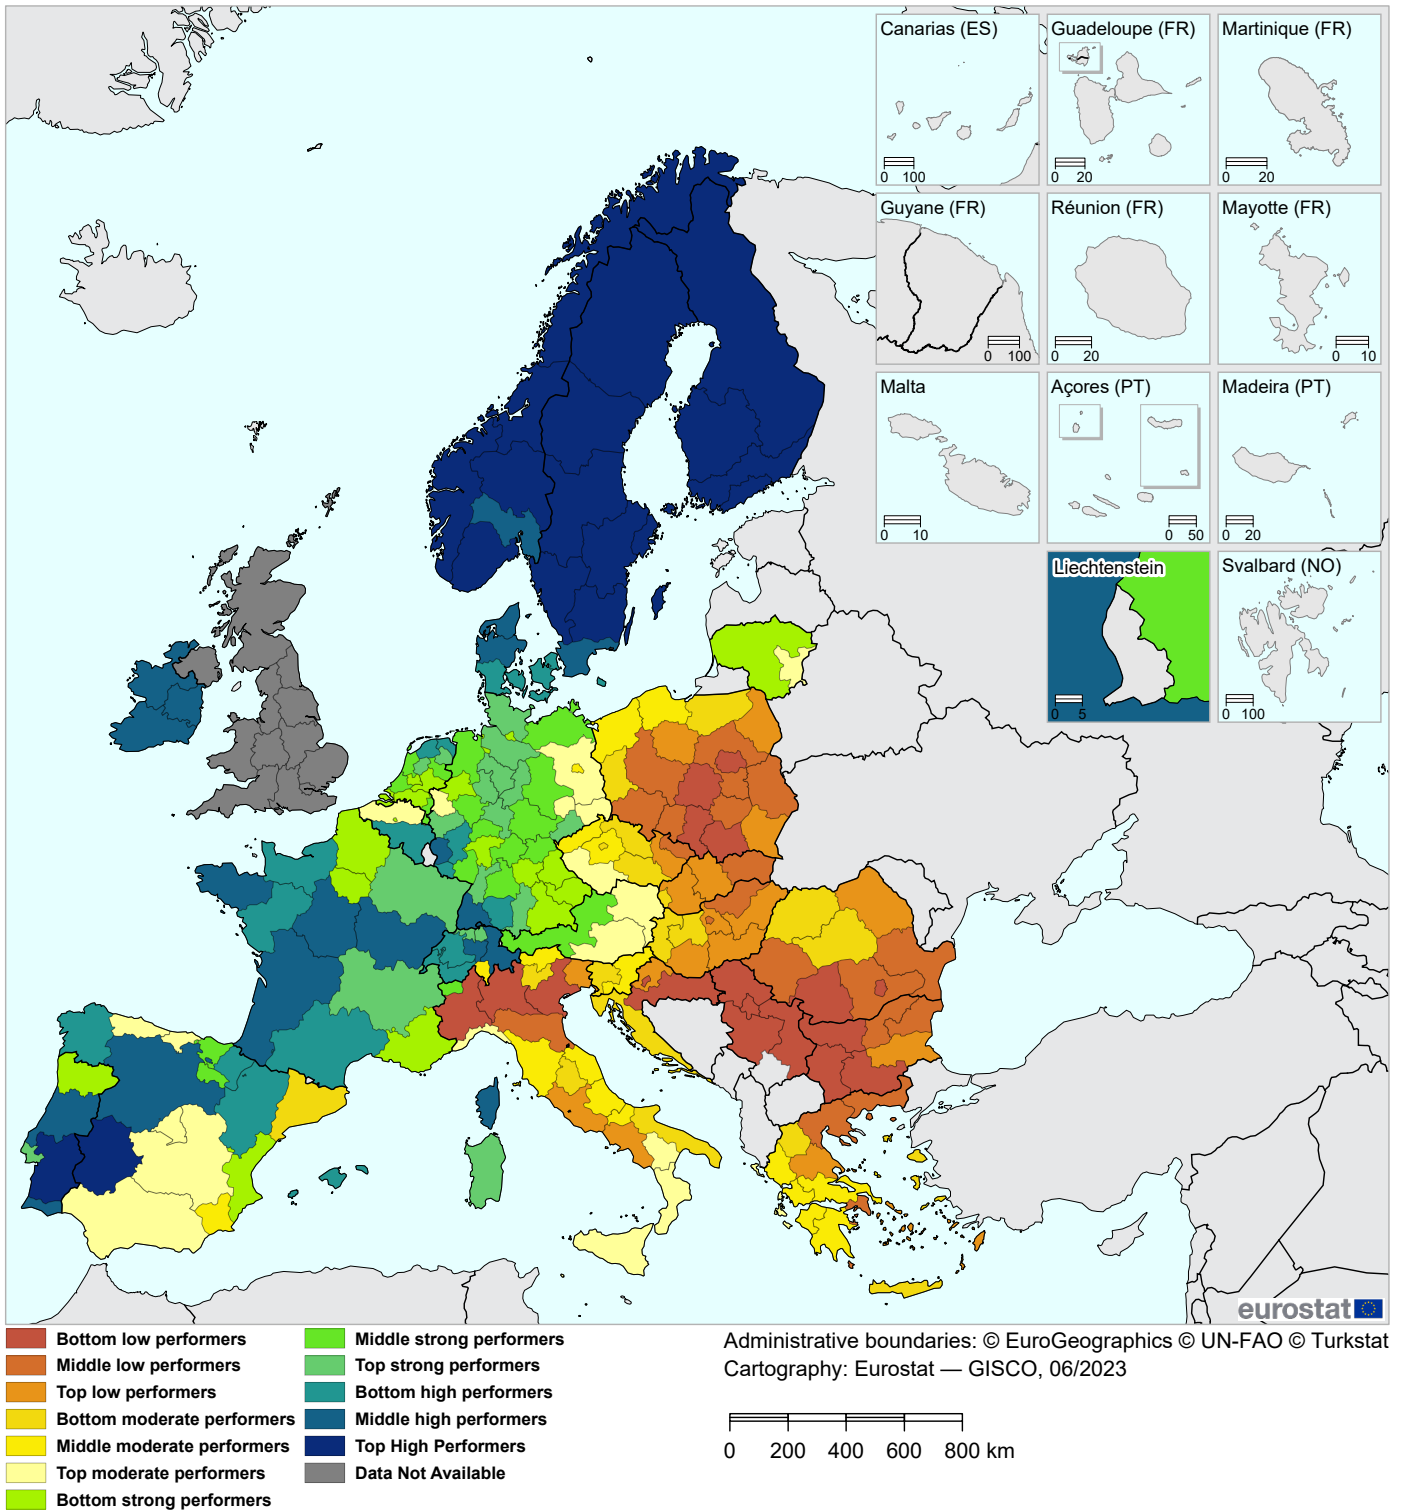 Canarias (ES)
0 100
Guadeloupe (FR)
0 20
Martinique (FR)
0 20
Guyane (FR)
0 100
Réunion (FR)
0 20
Mayotte (FR)
0 10
Malta
0 10
Açores (PT)
0 50
Madeira (PT)
0 20
Liechtenstein
0 5
Svalbard (NO)
0 100
eurostat
Bottom low performers
Middle low performers
Top low performers
Bottom moderate performers
Middle moderate performers
Top moderate performers
Bottom strong performers
Middle strong performers
Top strong performers
Bottom high performers
Middle high performers
Top High Performers
Data Not Available
Administrative boundaries: © EuroGeographics © UN-FAO © Turkstat
Cartography: Eurostat — GISCO, 06/2023
0 200 400 600 800 km